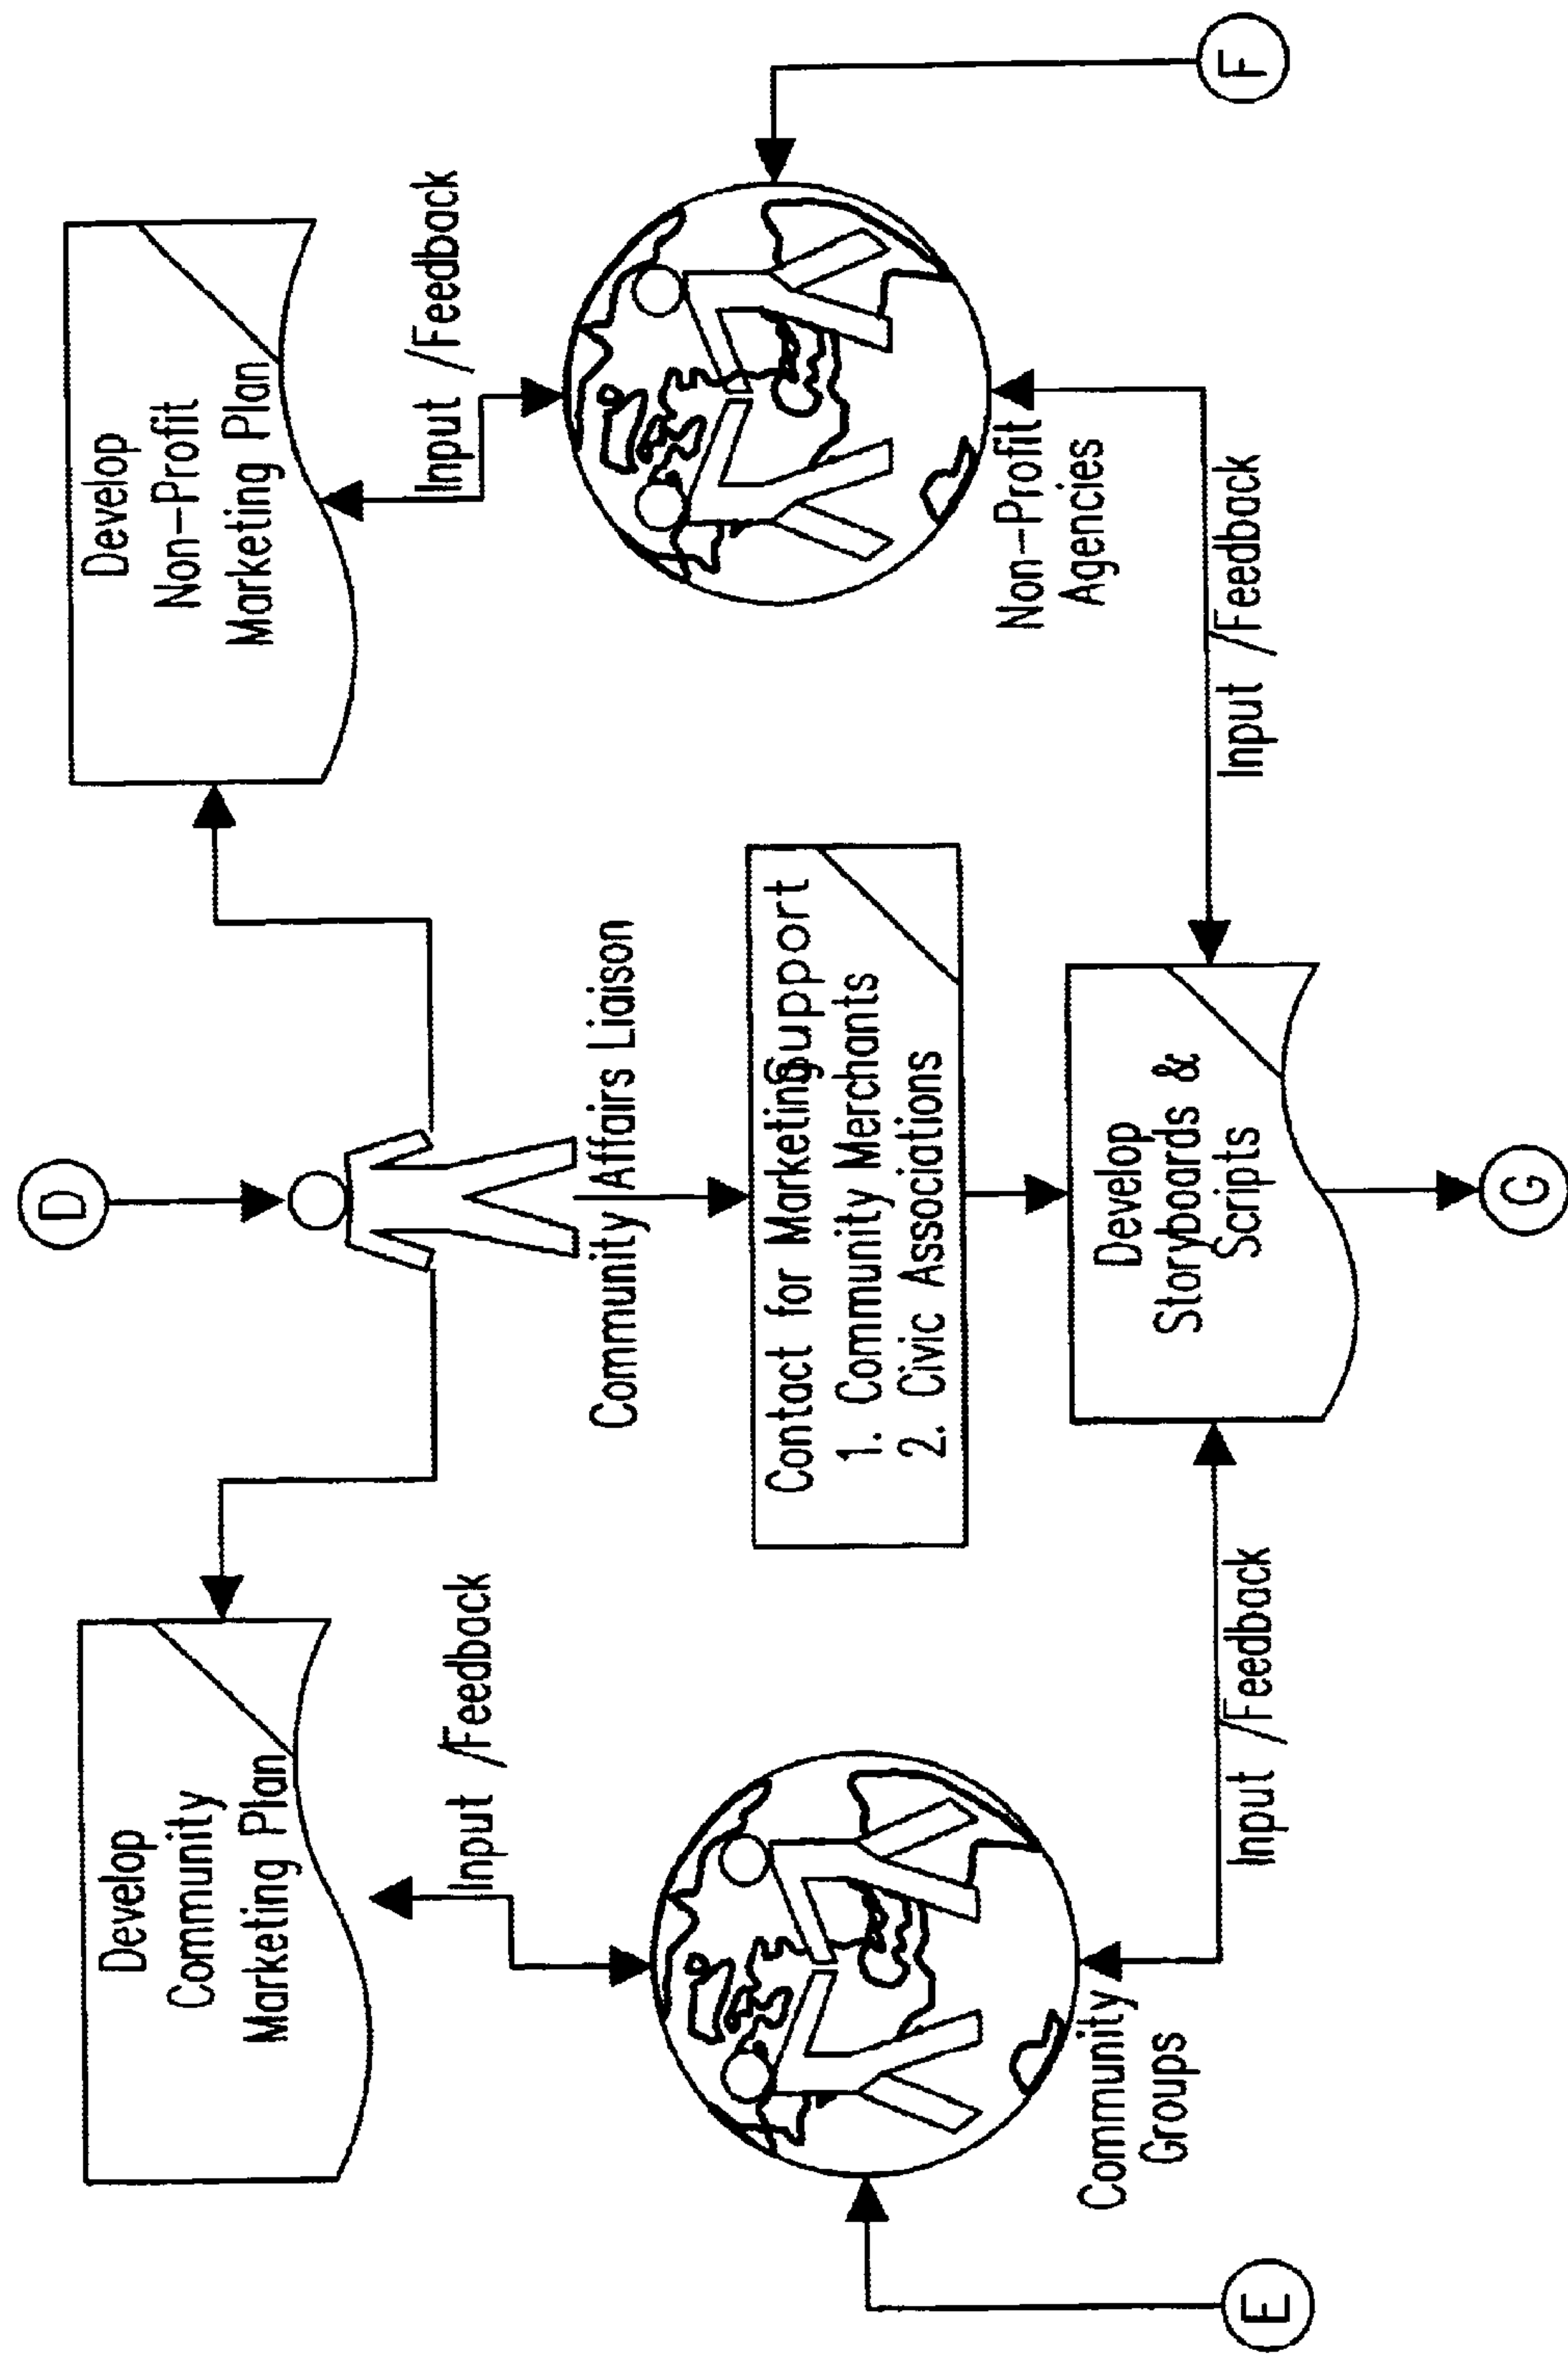 D
Develop
Community
Marketing Plan
Develop
Non-Profit
Marketing Plan
Input /Feedback
Input /Feedback
Community Affairs Liaison
Contact for Marketing Support
1. Community Merchants
2. Civic Associations
Community
Groups
Non-Profit
Agencies
Develop
Storyboards &
Scripts
Input /Feedback
Input /Feedback
E
F
G